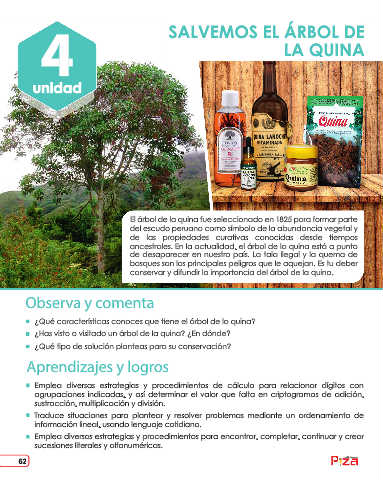 SALVEMOS EL ÁRBOL DE
LA QUINA
4
unidad
Quina
QUINA LAROCHE
VITAMINADA
Quina
El árbol de la quina fue seleccionado en 1825 para formar parte
del escudo peruano como símbolo de la abundancia vegetal y
de las propiedades curativas conocidas desde tiempos
ancestrales. En la actualidad, el árbol de la quina está a punto
de desaparecer en nuestro país. La tala ilegal y la quema de
bosques son los principales peligros que le aquejan. Es tu deber
conservar y difundir la importancia del árbol de la quina.
Observa y comenta
¿Qué características conoces que tiene el árbol de la quina?
¿Has visto o visitado un árbol de la quina? ¿En dónde?
¿Qué tipo de solución planteas para su conservación?
Aprendizajes y logros
Emplea diversas estrategias y procedimientos de cálculo para relacionar dígitos con
agrupaciones indicadas, y así determinar el valor que falta en criptogramas de adición,
sustracción, multiplicación y división.
Traduce situaciones para plantear y resolver problemas mediante un ordenamiento de
información lineal, usando lenguaje cotidiano.
Emplea diversas estrategias y procedimientos para encontrar, completar, continuar y crear
sucesiones literales y alfanuméricas.
62